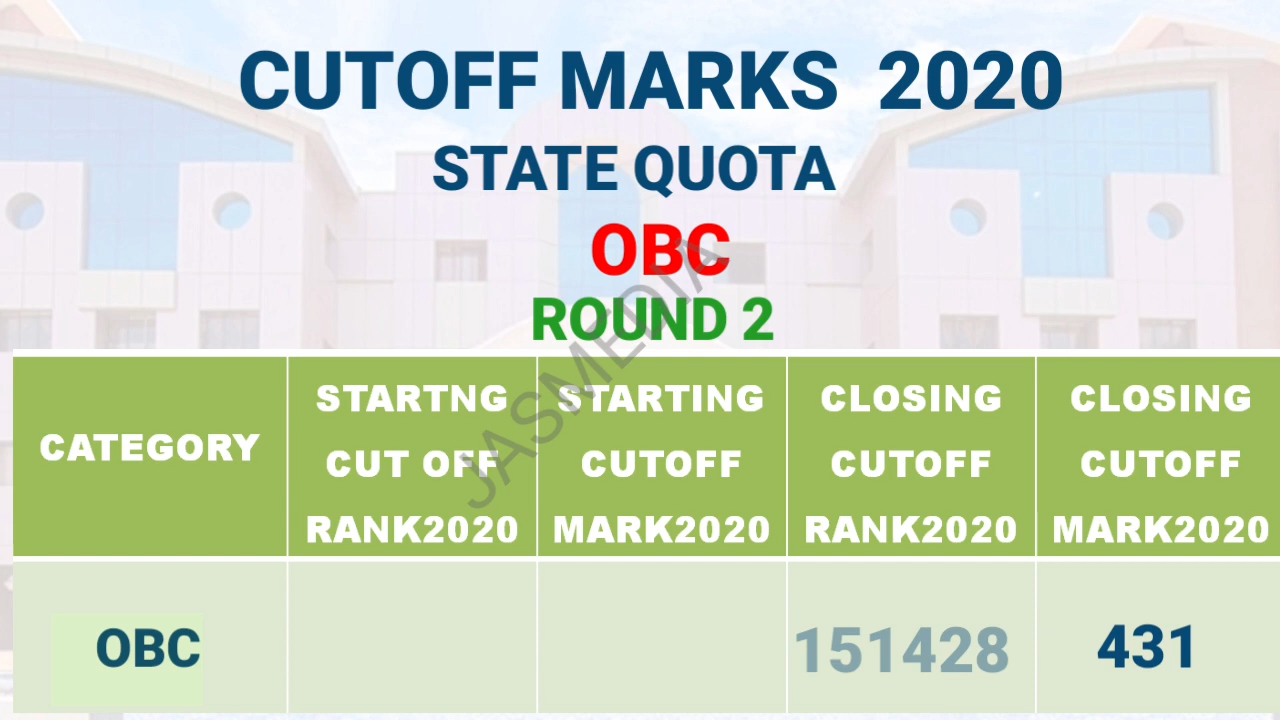 CUTOFF MARKS 2020
STATE QUOTA
OBC
ROUND 2
JASMEDIA
CATEGORY
STARTNG
CUT OFF
RANK2020
STARTING
CUTOFF
MARK2020
CLOSING
CUTOFF
RANK2020
CLOSING
CUTOFF
MARK2020
OBC
151428
431